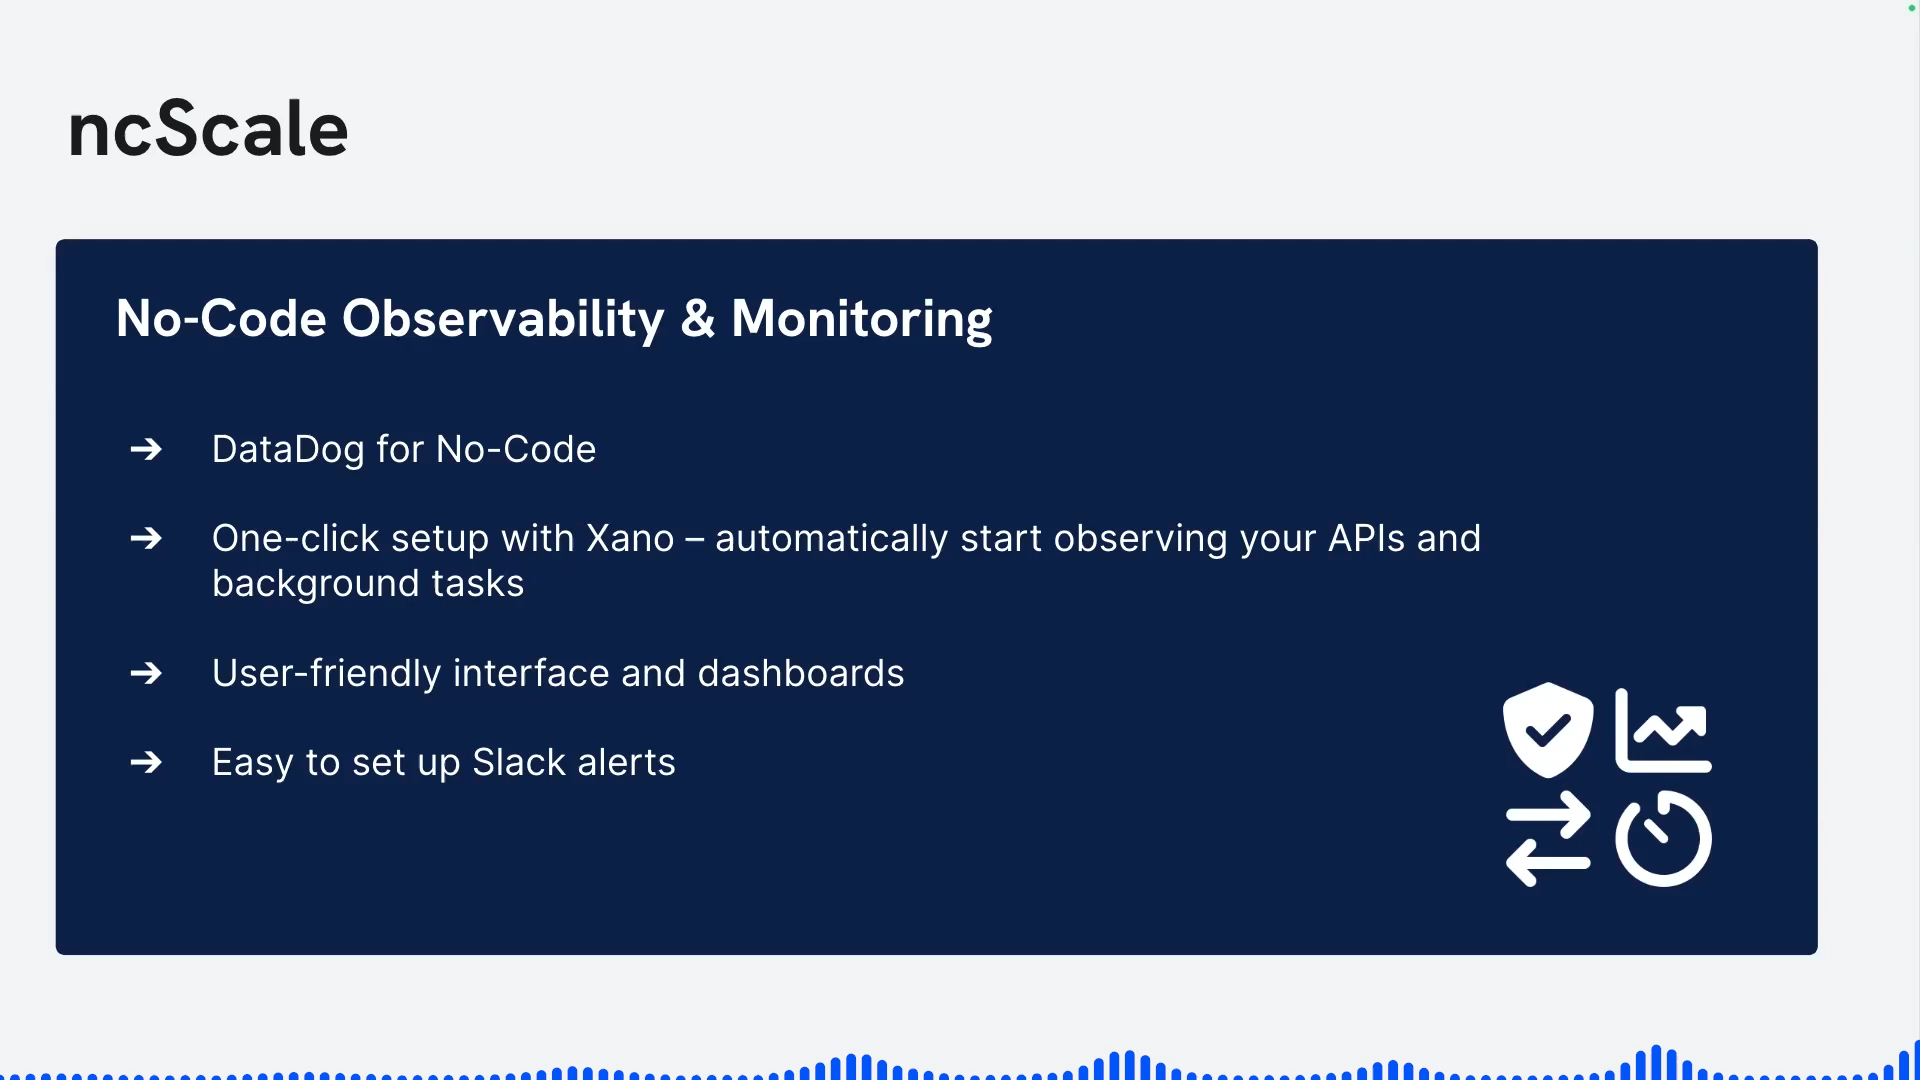 ncScale
No-Code Observability & Monitoring
➔ DataDog for No-Code
➔ One-click setup with Xano – automatically start observing your APIs and
background tasks
➔ User-friendly interface and dashboards
➔ Easy to set up Slack alerts